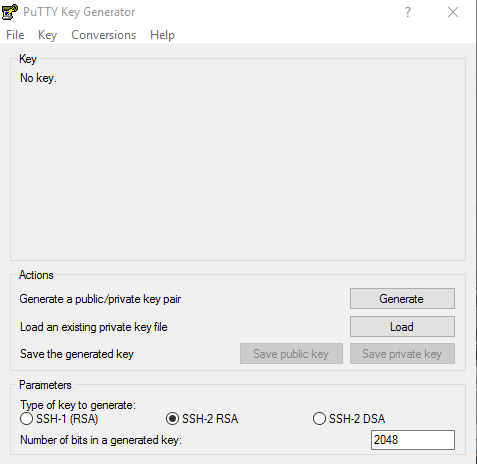 PuTTY Key Generator ?
File Key Conversions Help
Key
No key.
Actions
Generate a public/private key pair Generate
Load an existing private key file Load
Save the generated key Save public key Save private key
Parameters
Type of key to generate:
SSH-1 (RSA) SSH-2 RSA SSH-2 DSA
Number of bits in a generated key: 2048